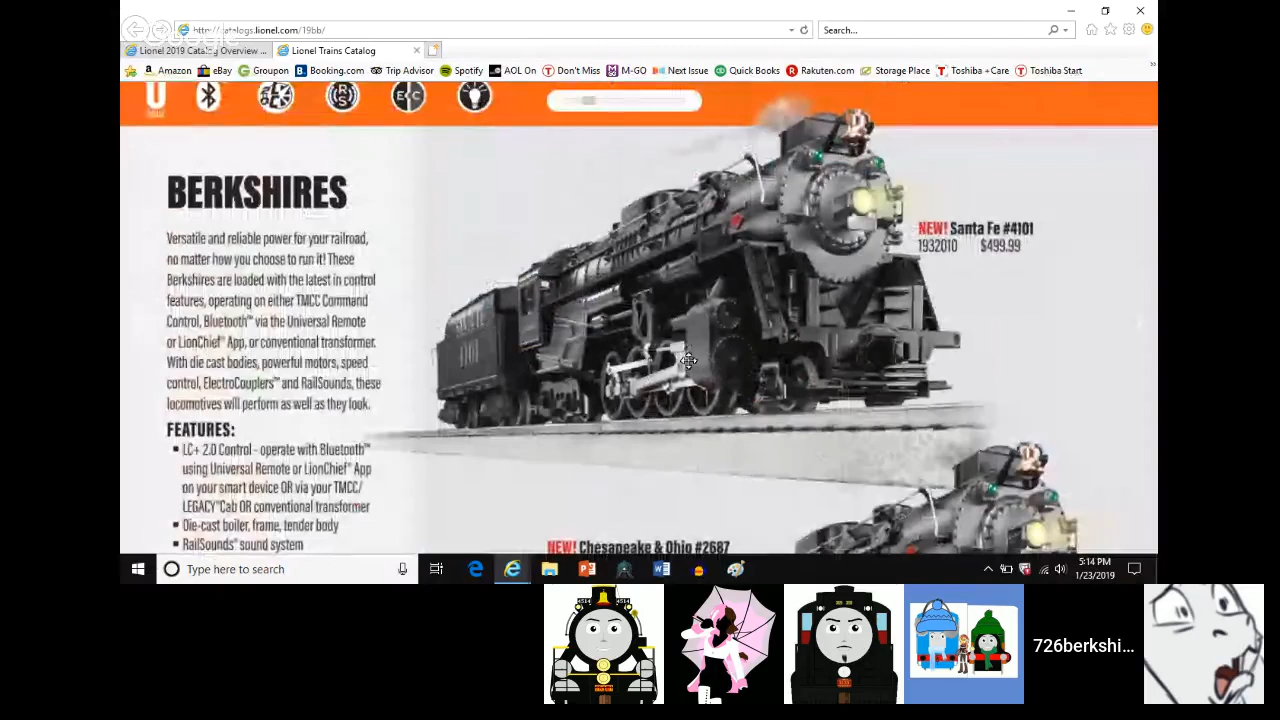 http://catalogs.lionel.com/19bb/
Search...
Lionel 2019 Catalog Overview ...
Lionel Trains Catalog
Amazon eBay Groupon Booking.com Trip Advisor Spotify AOL On Don't Miss M-GO Next Issue Quick Books Rakuten.com Storage Place Toshiba +Care Toshiba Start
BERKSHIRES
Versatile and reliable power for your railroad,
no matter how you choose to run it! These
Berkshires are loaded with the latest in control
features, operating on either TMCC Command
Control, Bluetooth™ via the Universal Remote
or LionChief® App, or conventional transformer.
With die cast bodies, powerful motors, speed
control, ElectroCouplers™ and RailSounds, these
locomotives will perform as well as they look.
FEATURES:
▪ LC+ 2.0 Control - operate with Bluetooth™
using Universal Remote or LionChief® App
on your smart device OR via your TMCC/
LEGACY®Cab OR conventional transformer
▪ Die-cast boiler, frame, tender body
▪ RailSounds® sound system
NEW! Santa Fe #4101
1932010 $499.99
NEW! Chesapeake & Ohio #2687
Type here to search
5:14 PM
1/23/2019
726berkshi...